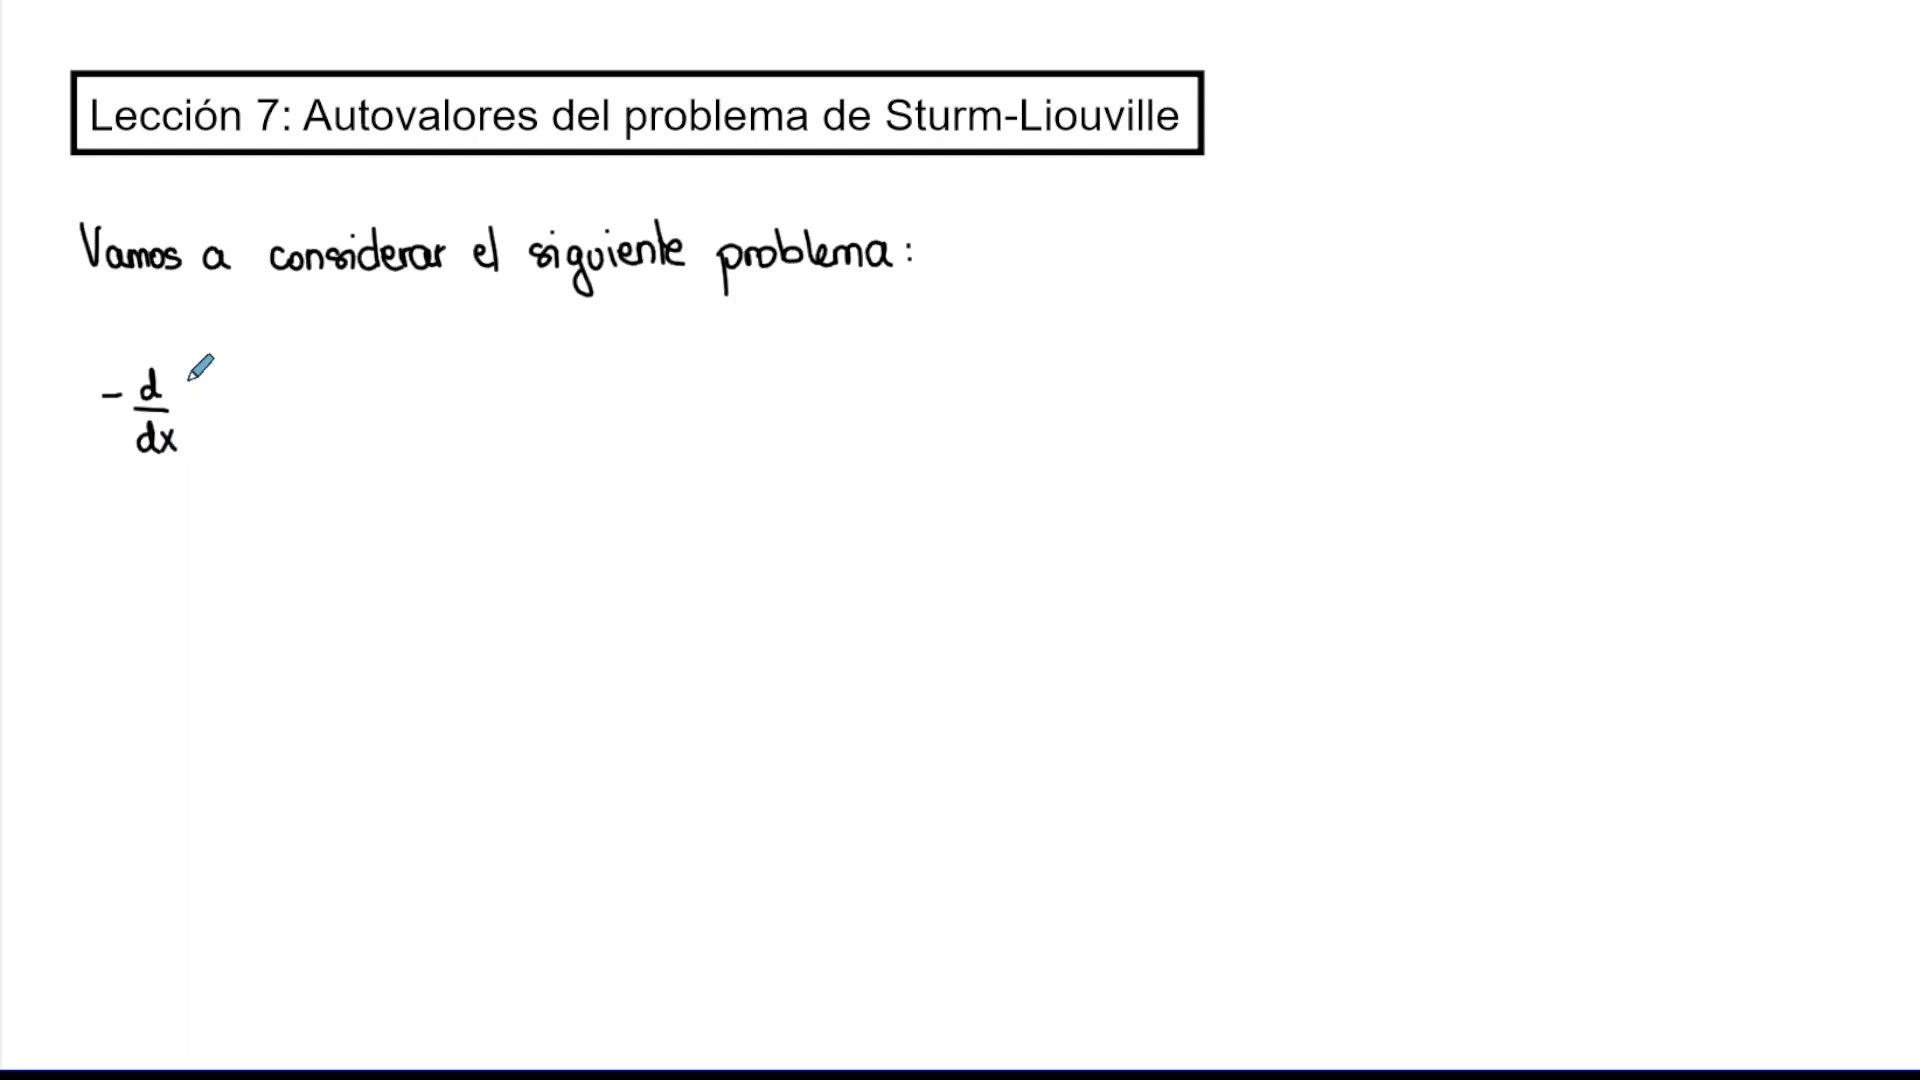 Lección 7: Autovalores del problema de Sturm-Liouville
Vamos a considerar el siguiente problema:
- d
dx